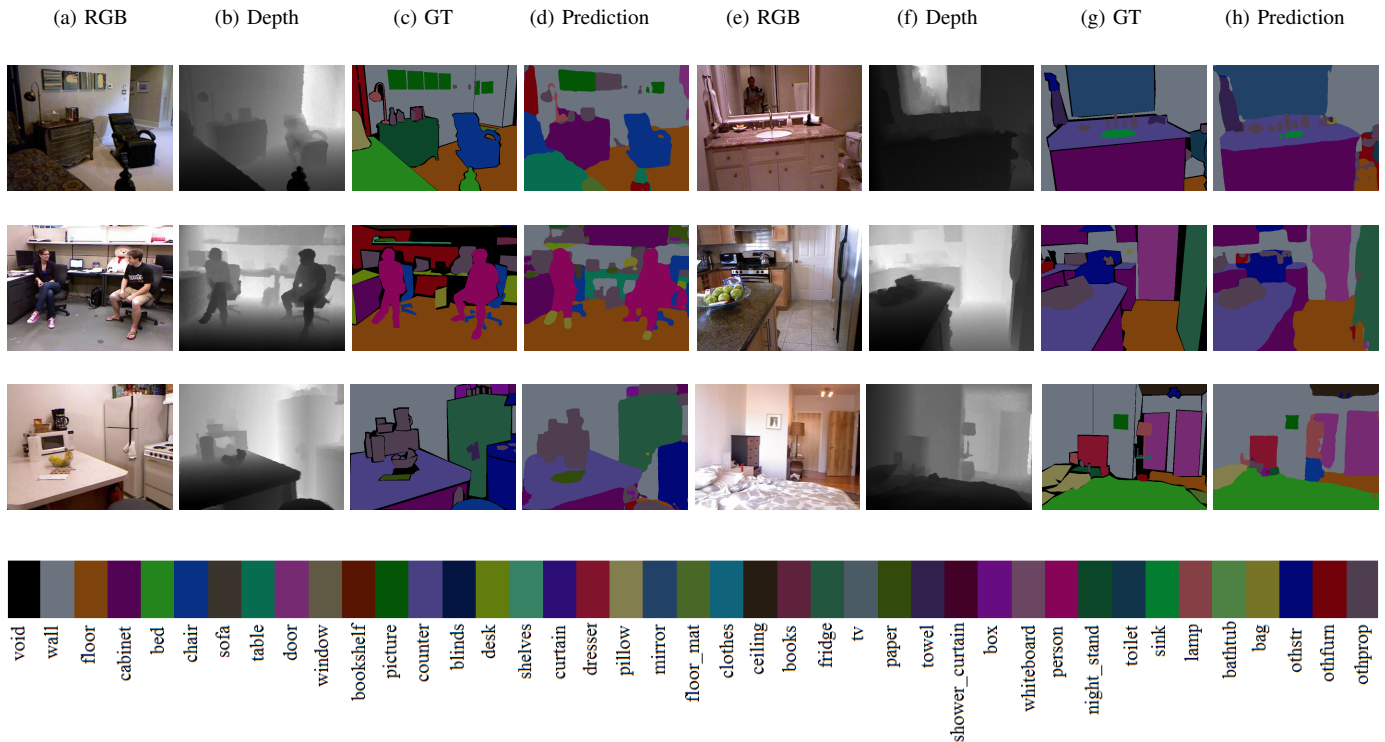 (a) RGB (b) Depth (c) GT (d) Prediction (e) RGB (f) Depth (g) GT (h) Prediction
void
wall
floor
cabinet
bed
chair
sofa
table
door
window
bookshelf
picture
counter
blinds
desk
shelves
curtain
dresser
pillow
mirror
floor_mat
clothes
ceiling
books
fridge
tv
paper
towel
shower_curtain
box
whiteboard
person
night_stand
toilet
sink
lamp
bathtub
bag
othstr
othfurn
othprop